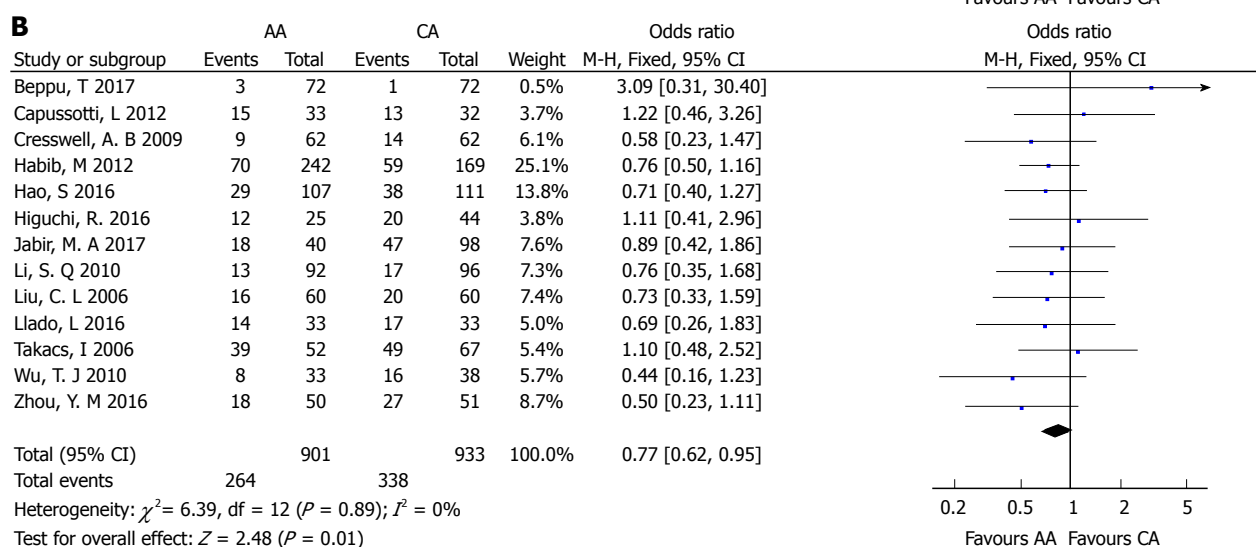 Favours AA Favours CA
B
AA CA Odds ratio Odds ratio
Study or subgroup Events Total Events Total Weight M-H, Fixed, 95% CI M-H, Fixed, 95% CI
Beppu, T 2017 3 72 1 72 0.5% 3.09 [0.31, 30.40]
Capussotti, L 2012 15 33 13 32 3.7% 1.22 [0.46, 3.26]
Cresswell, A. B 2009 9 62 14 62 6.1% 0.58 [0.23, 1.47]
Habib, M 2012 70 242 59 169 25.1% 0.76 [0.50, 1.16]
Hao, S 2016 29 107 38 111 13.8% 0.71 [0.40, 1.27]
Higuchi, R. 2016 12 25 20 44 3.8% 1.11 [0.41, 2.96]
Jabir, M. A 2017 18 40 47 98 7.6% 0.89 [0.42, 1.86]
Li, S. Q 2010 13 92 17 96 7.3% 0.76 [0.35, 1.68]
Liu, C. L 2006 16 60 20 60 7.4% 0.73 [0.33, 1.59]
Llado, L 2016 14 33 17 33 5.0% 0.69 [0.26, 1.83]
Takacs, I 2006 39 52 49 67 5.4% 1.10 [0.48, 2.52]
Wu, T. J 2010 8 33 16 38 5.7% 0.44 [0.16, 1.23]
Zhou, Y. M 2016 18 50 27 51 8.7% 0.50 [0.23, 1.11]
Total (95% CI) 901 933 100.0% 0.77 [0.62, 0.95]
Total events 264 338
Heterogeneity: χ²= 6.39, df = 12 (P = 0.89); I² = 0%
Test for overall effect: Z = 2.48 (P = 0.01)
0.2 0.5 1 2 5
Favours AA Favours CA